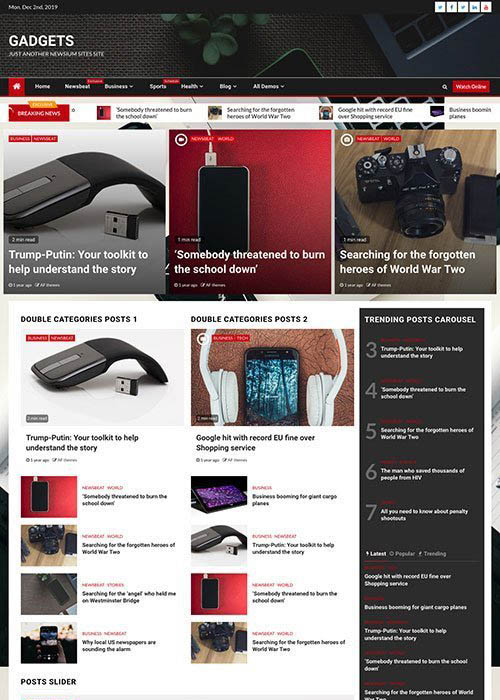 Mon. Dec 2nd, 2019
GADGETS
JUST ANOTHER NEWSIUM SITES SITE
Exclusive
Schedule
Home Newsbeat Business Sports Health Blog All Demos Watch Online
EXCLUSIVE
BREAKING NEWS
'Somebody threatened to burn
the school down'
Searching for the forgotten
heroes of World War Two
Google hit with record EU fine
over Shopping service
Business boomin
planes
BUSINESS NEWSBEAT
2 min read
Trump-Putin: Your toolkit to
help understand the story
1 year ago AF themes
NEWSBEAT WORLD
1 min read
'Somebody threatened to burn
the school down'
1 year ago AF themes
NEWSBEAT WORLD
1 min read
Searching for the forgotten
heroes of World War Two
1 year ago AF themes
DOUBLE CATEGORIES POSTS 1
BUSINESS NEWSBEAT
2 min read
Trump-Putin: Your toolkit to help
understand the story
1 year ago AF themes
NEWSBEAT WORLD
'Somebody threatened to burn the
school down'
NEWSBEAT WORLD
Searching for the forgotten heroes of
World War Two
NEWSBEAT STORIES
Searching for the 'angel' who held me
on Westminster Bridge
BUSINESS NEWSBEAT
Why local US newspapers are
sounding the alarm
DOUBLE CATEGORIES POSTS 2
BUSINESS TECH
2 min read
Google hit with record EU fine over
Shopping service
1 year ago AF themes
BUSINESS
Business booming for giant cargo
planes
BUSINESS NEWSBEAT
Trump-Putin: Your toolkit to help
understand the story
NEWSBEAT WORLD
'Somebody threatened to burn the
school down'
NEWSBEAT WORLD
Searching for the forgotten heroes of
World War Two
TRENDING POSTS CAROUSEL
3
Trump-Putin: Your toolkit to help
understand the story
4
'Somebody threatened to burn the
school down'
5
Searching for the forgotten heroes of
World War Two
6
The man who saved thousands of
people from HIV
7
All you need to know about penalty
shootouts
Latest Popular Trending
Google hit with record EU fine over
Shopping service
Business booming for giant cargo planes
Trump-Putin: Your toolkit to help
understand the story
'Somebody threatened to burn the
school down'
Searching for the forgotten heroes of
World War Two
POSTS SLIDER